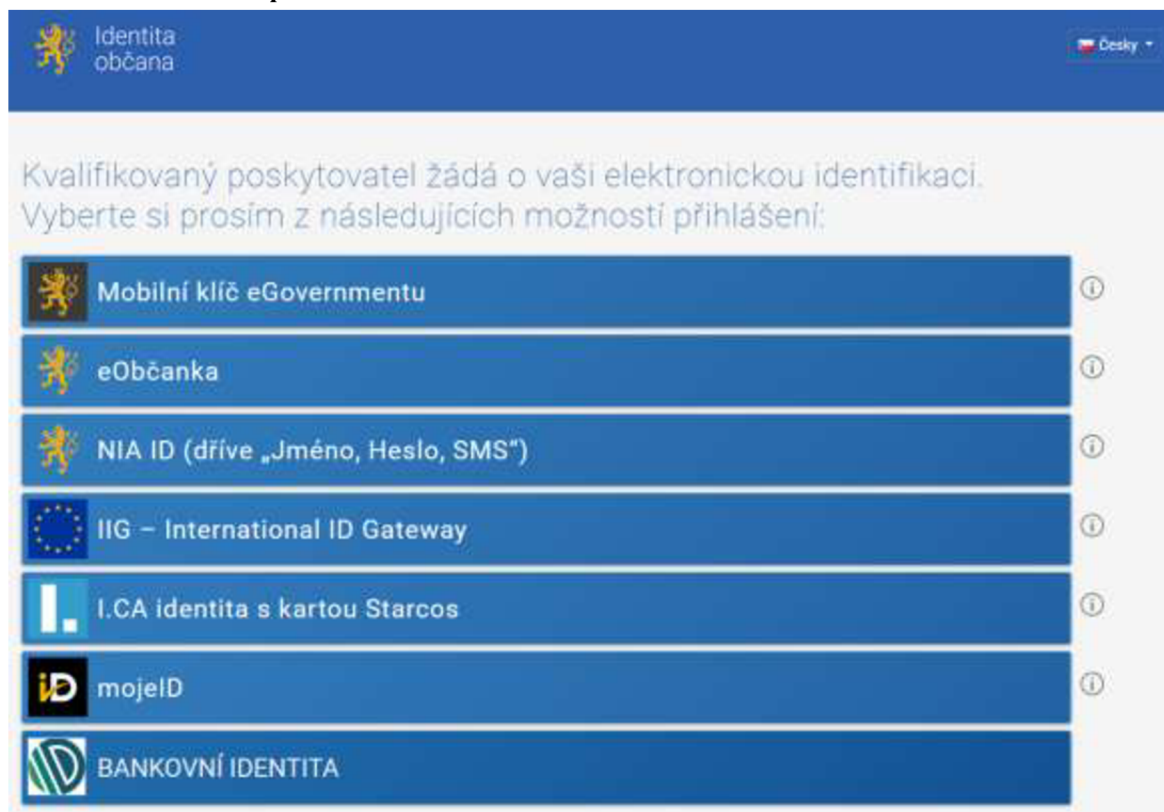 Identita
občana
Česky
Kvalifikovaný poskytovatel žádá o vaši elektronickou identifikaci.
Vyberte si prosím z následujících možností přihlášení:
Mobilní klíč eGovernmentu
eObčanka
NIA ID (dříve „Jméno, Heslo, SMS“)
IIG – International ID Gateway
I.CA identita s kartou Starcos
mojeID
BANKOVNÍ IDENTITA